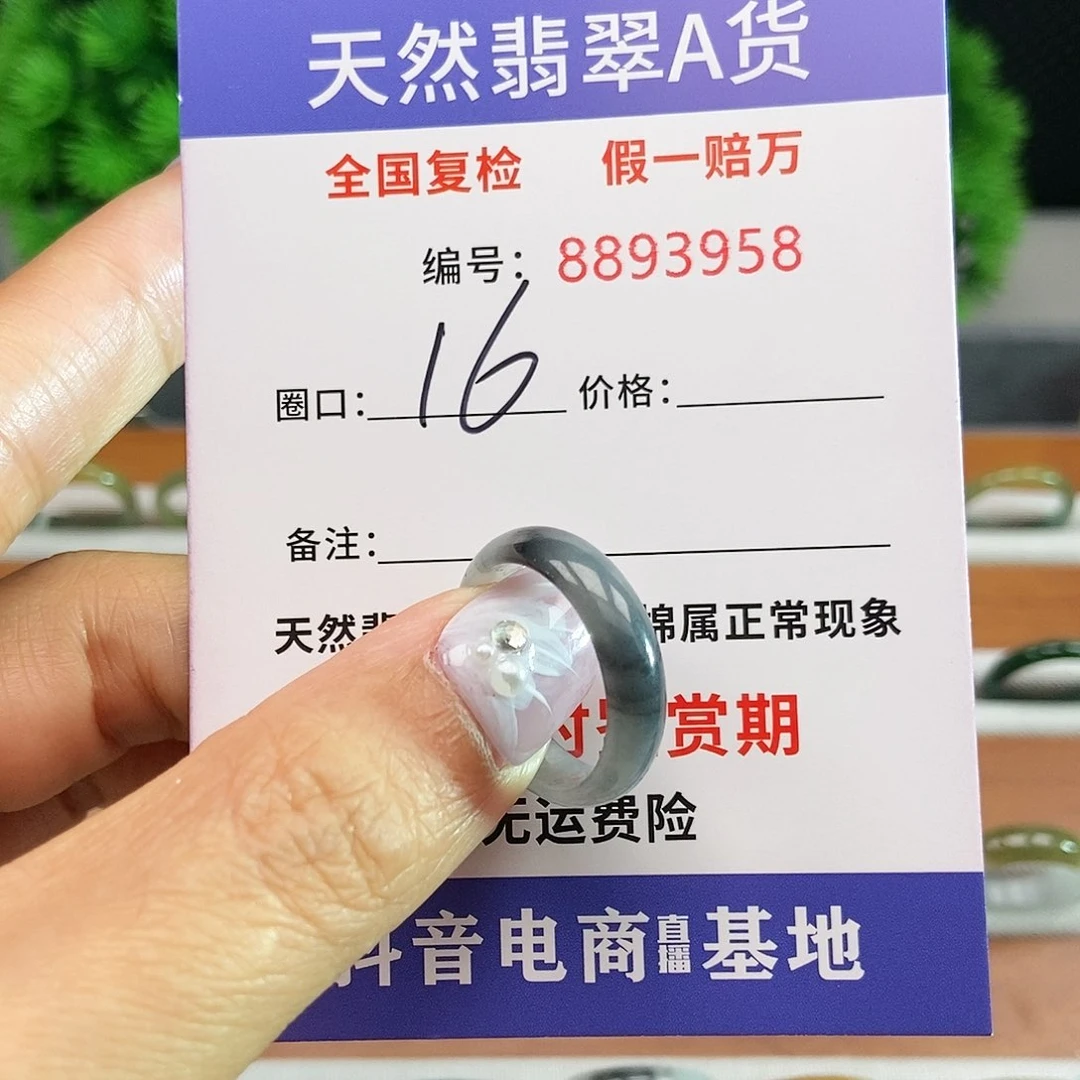 天然翡翠A货
全国复检 假一赔万
编号：8893958
圈口：16 价格：
备注：
天然翡 棉属正常现象
赏期
无运费险
抖音电商直播基地